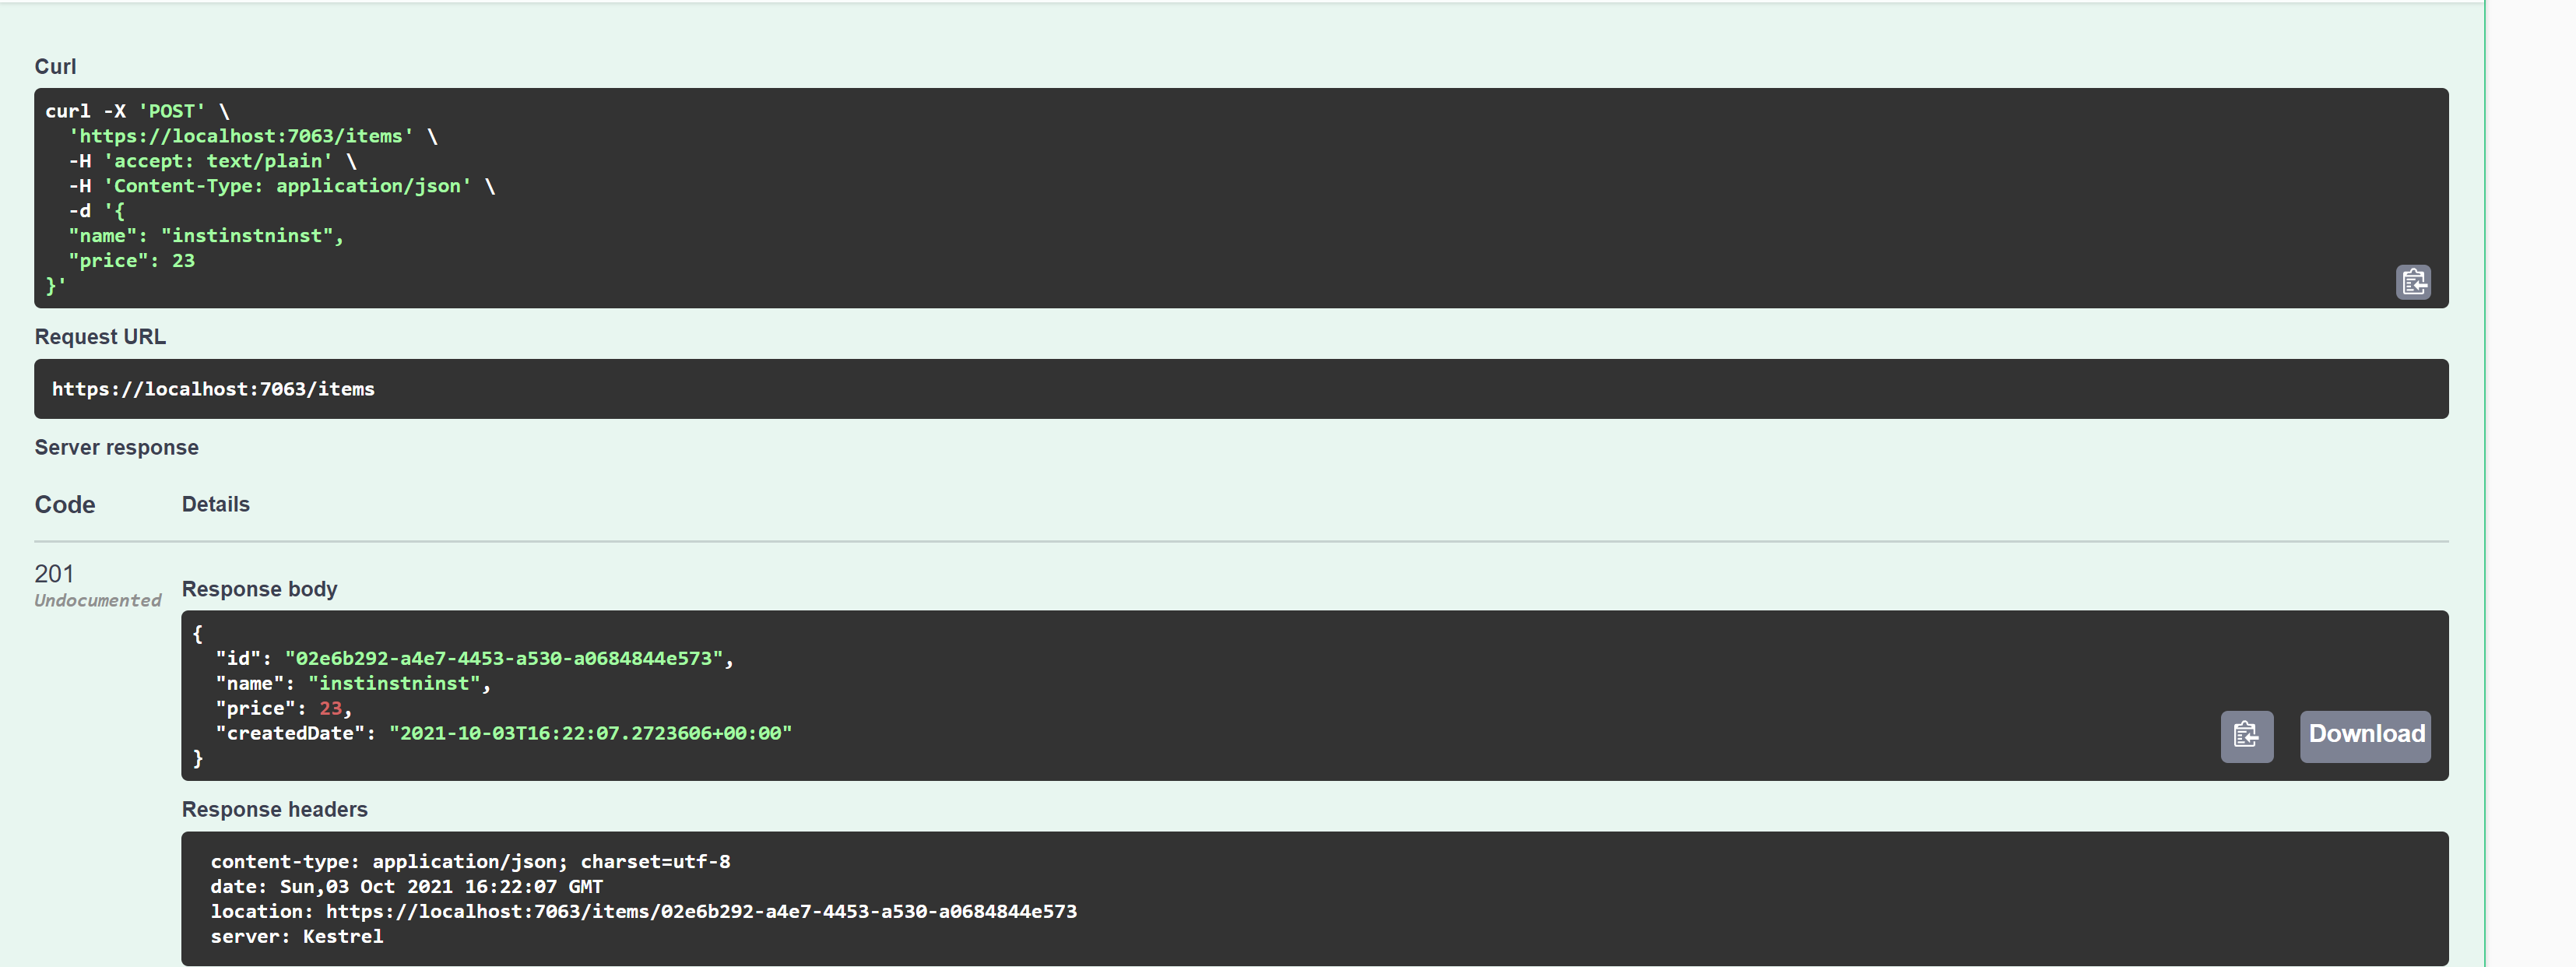 Curl
curl -X 'POST' \
  'https://localhost:7063/items' \
  -H 'accept: text/plain' \
  -H 'Content-Type: application/json' \
  -d '{
  "name": "instinstninst",
  "price": 23
}'
Request URL
https://localhost:7063/items
Server response
Code Details
201
Undocumented
Response body
{
  "id": "02e6b292-a4e7-4453-a530-a0684844e573",
  "name": "instinstninst",
  "price": 23,
  "createdDate": "2021-10-03T16:22:07.2723606+00:00"
}
Download
Response headers
content-type: application/json; charset=utf-8
date: Sun,03 Oct 2021 16:22:07 GMT
location: https://localhost:7063/items/02e6b292-a4e7-4453-a530-a0684844e573
server: Kestrel